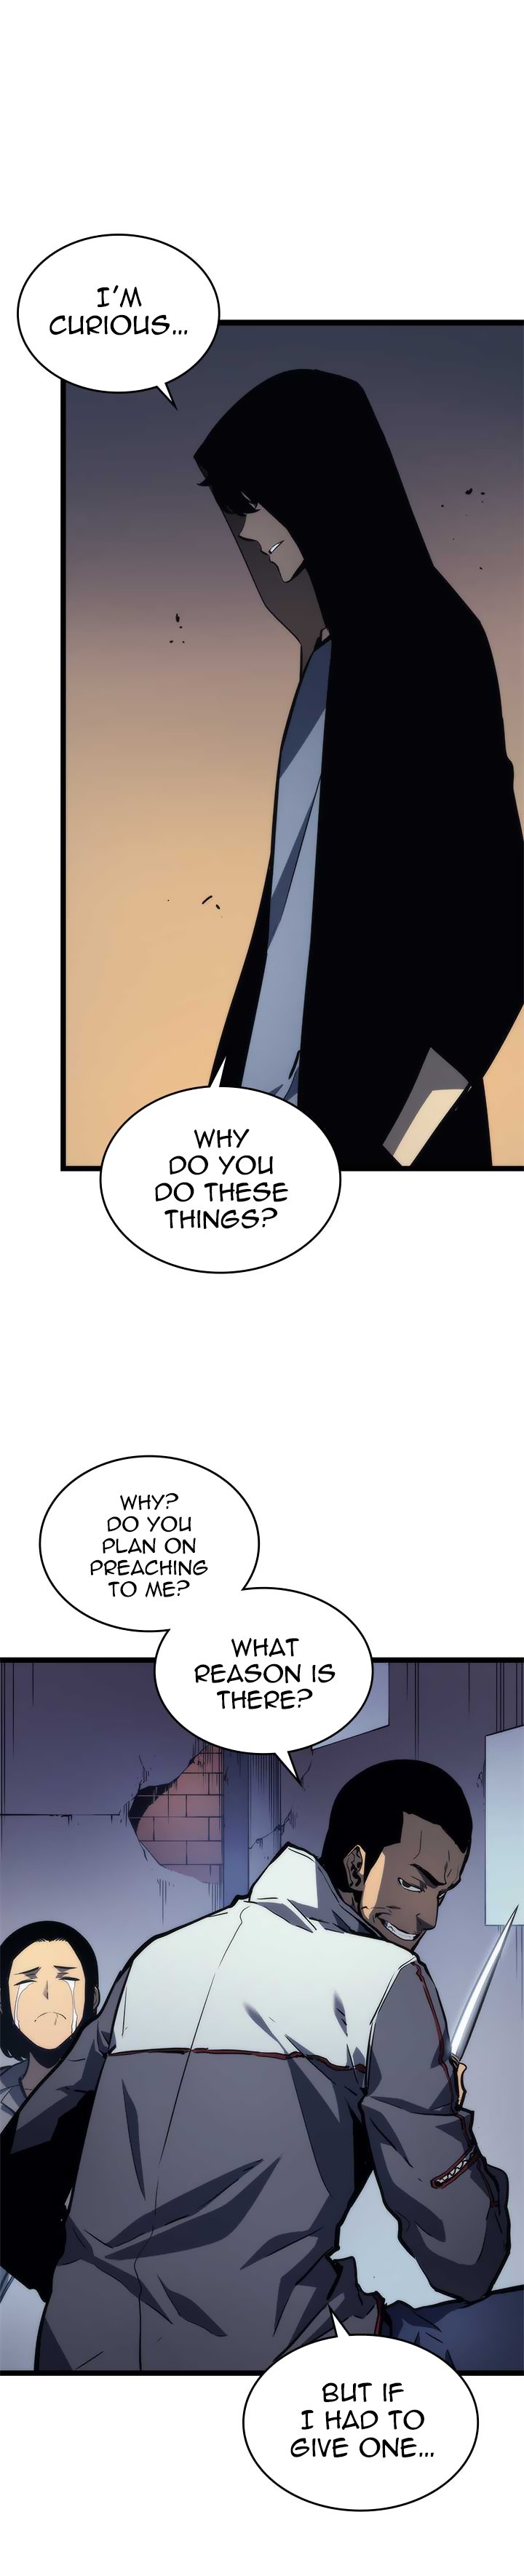 I'M
CURIOUS...
WHY
DO YOU
DO THESE
THINGS?
WHY?
DO YOU
PLAN ON
PREACHING
TO ME?
WHAT
REASON IS
THERE?
BUT IF
I HAD TO
GIVE ONE...